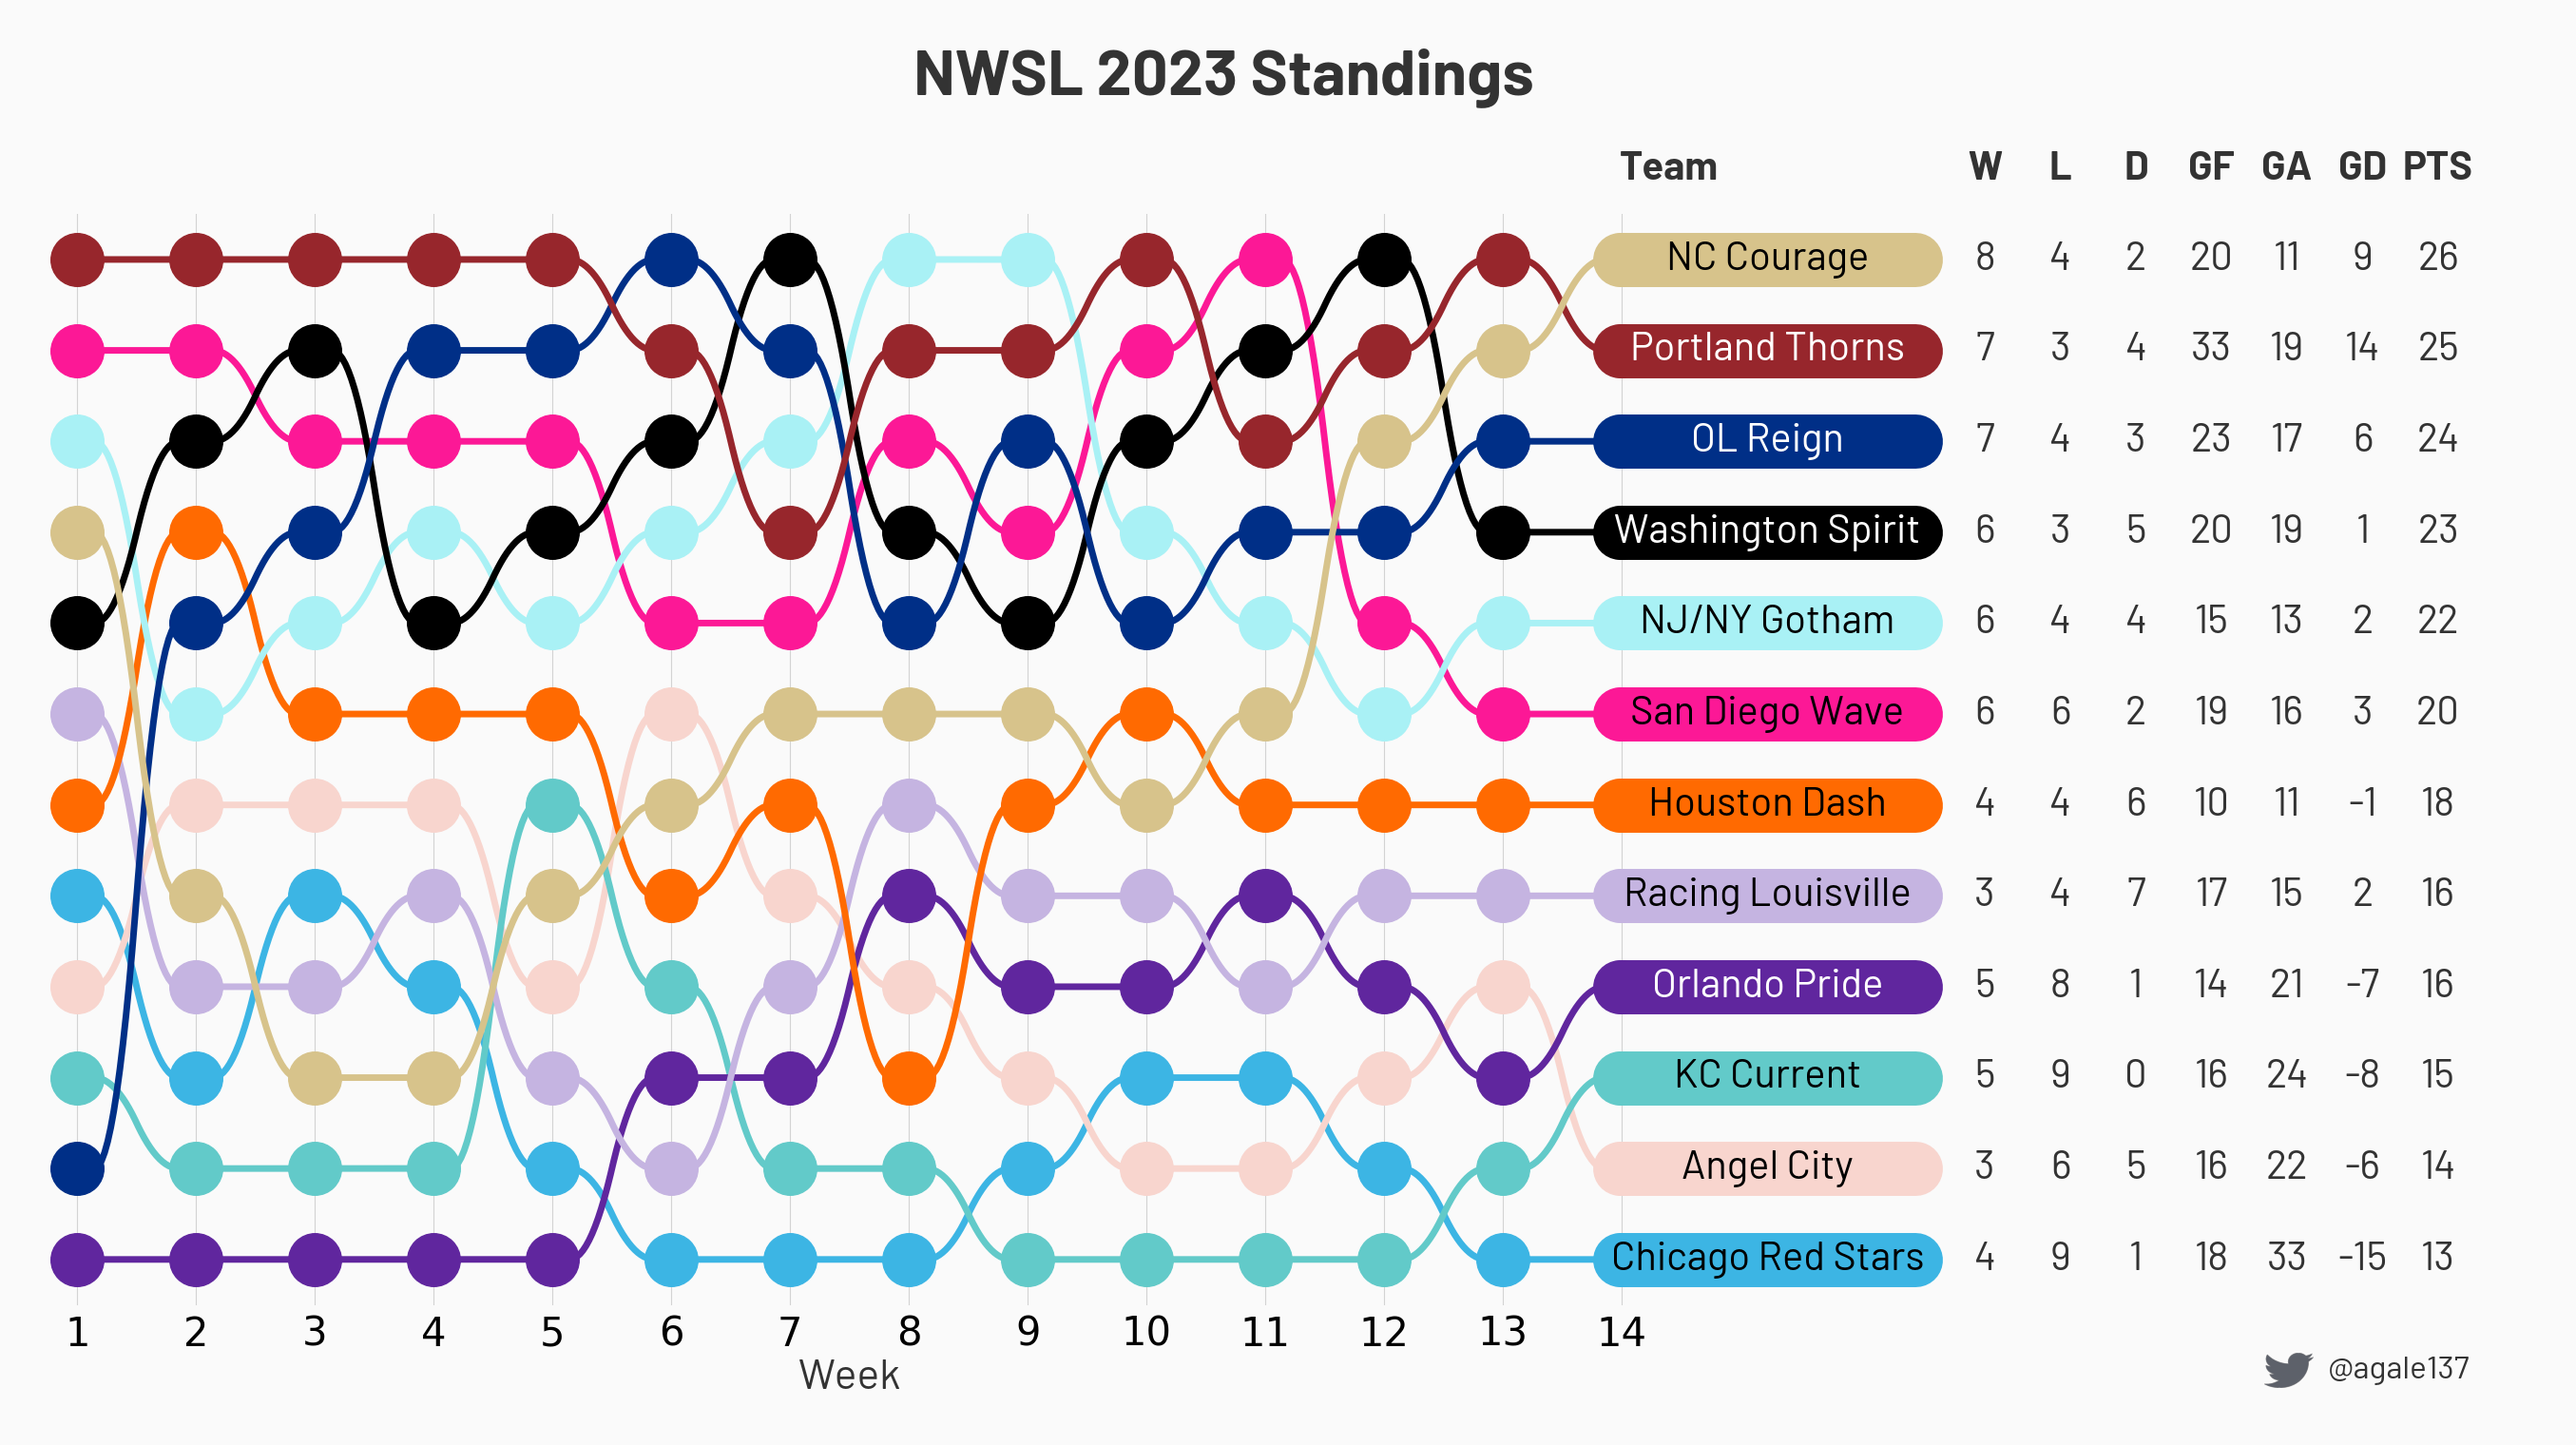 NWSL 2023 Standings
Team W L D GF GA GD PTS
NC Courage 8 4 2 20 11 9 26
Portland Thorns 7 3 4 33 19 14 25
OL Reign 7 4 3 23 17 6 24
Washington Spirit 6 3 5 20 19 1 23
NJ/NY Gotham 6 4 4 15 13 2 22
San Diego Wave 6 6 2 19 16 3 20
Houston Dash 4 4 6 10 11 -1 18
Racing Louisville 3 4 7 17 15 2 16
Orlando Pride 5 8 1 14 21 -7 16
KC Current 5 9 0 16 24 -8 15
Angel City 3 6 5 16 22 -6 14
Chicago Red Stars 4 9 1 18 33 -15 13
1 2 3 4 5 6 7 8 9 10 11 12 13 14
Week
@agale137